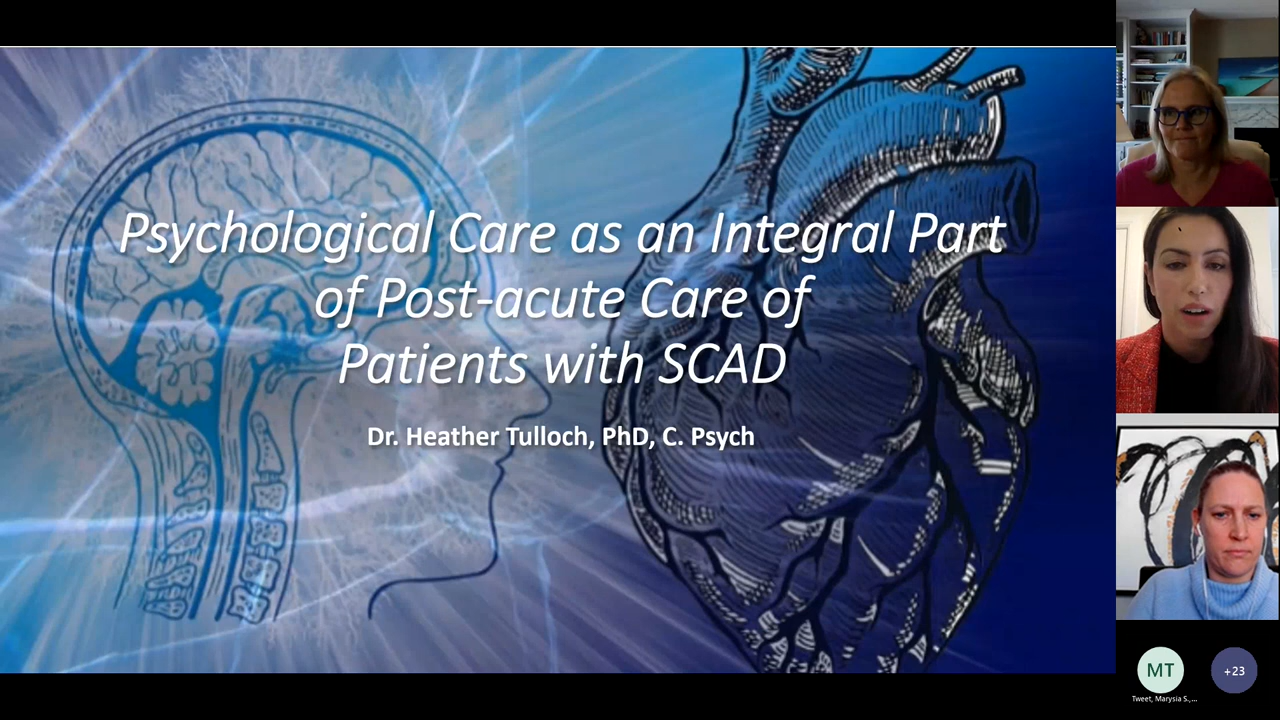 Psychological Care as an Integral Part
of Post-acute Care of
Patients with SCAD
Dr. Heather Tulloch, PhD, C. Psych
MT
+23
Tweet, Marysia S.,...